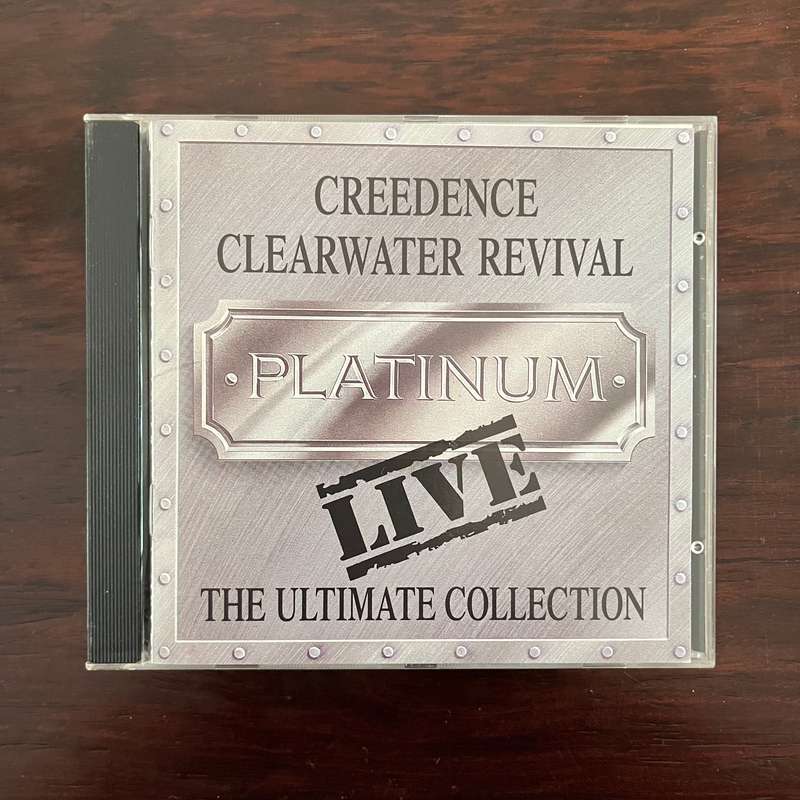 CREEDENCE
CLEARWATER REVIVAL
PLATINUM
LIVE
THE ULTIMATE COLLECTION